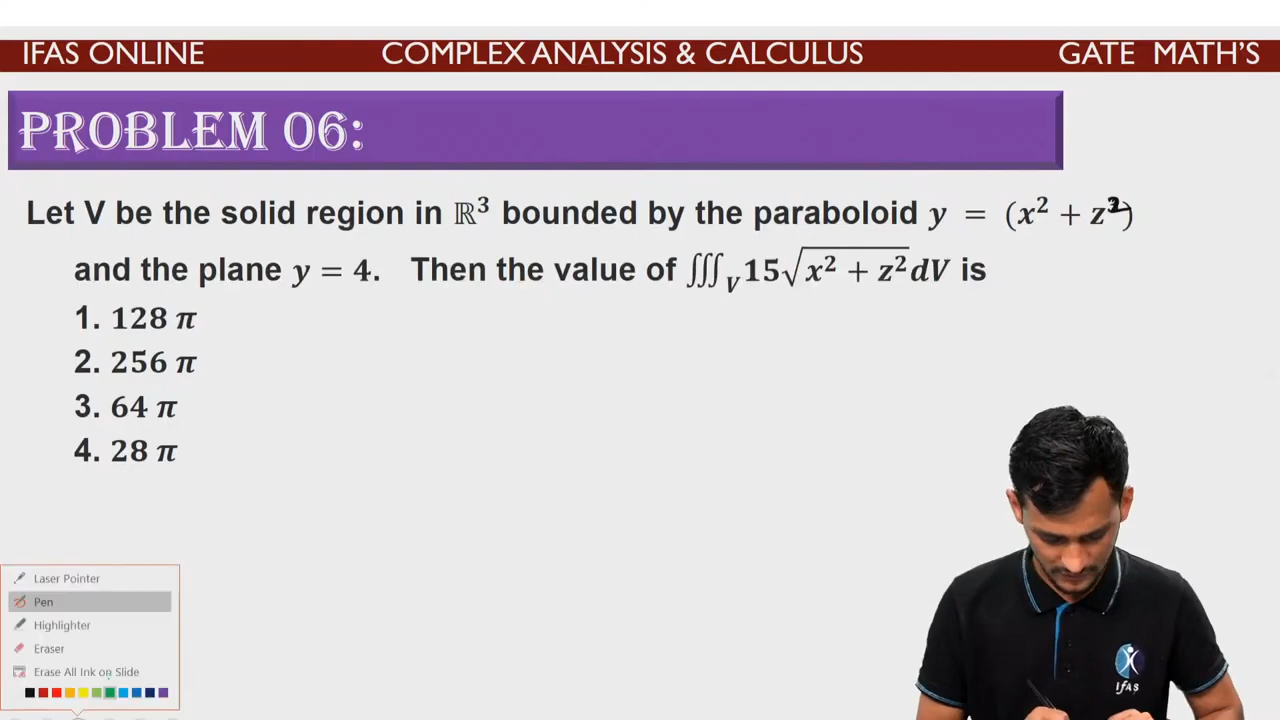 IFAS ONLINE COMPLEX ANALYSIS & CALCULUS GATE MATH'S
PROBLEM 06:
Let V be the solid region in ℝ³ bounded by the paraboloid y = (x² + z²)
and the plane y = 4. Then the value of ∭_V 15√(x² + z²) dV is
1. 128 π
2. 256 π
3. 64 π
4. 28 π
Laser Pointer
Pen
Highlighter
Eraser
Erase All Ink on Slide
IFAS